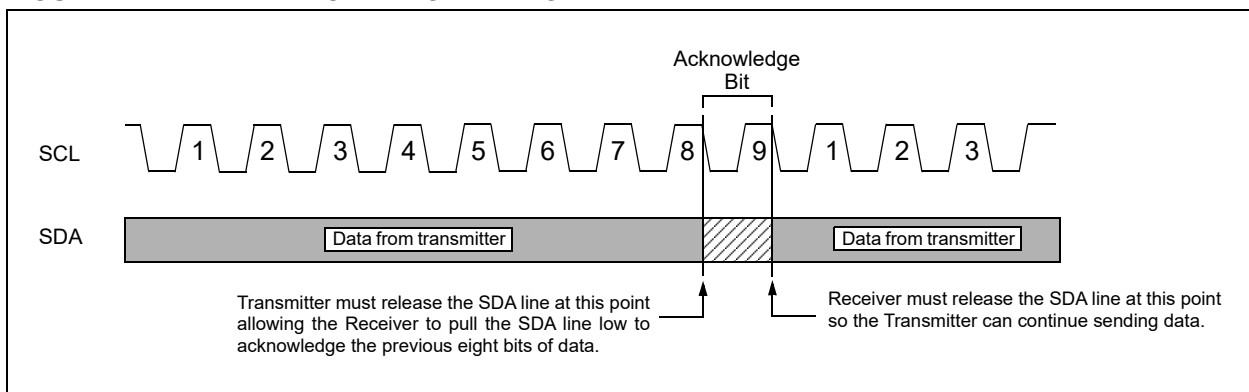 Acknowledge
Bit
SCL
1 2 3 4 5 6 7 8 9 1 2 3
SDA
Data from transmitter
Data from transmitter
Transmitter must release the SDA line at this point
allowing the Receiver to pull the SDA line low to
acknowledge the previous eight bits of data.
Receiver must release the SDA line at this point
so the Transmitter can continue sending data.